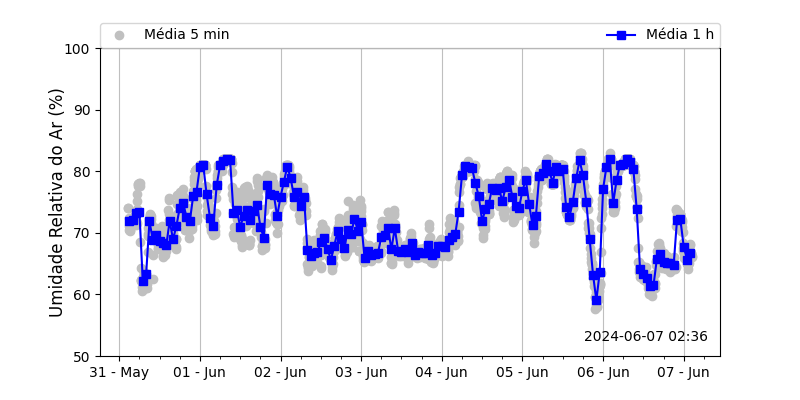 Média 5 min
Média 1 h
Umidade Relativa do Ar (%)
100
90
80
70
60
50
2024-06-07 02:36
31 - May
01 - Jun
02 - Jun
03 - Jun
04 - Jun
05 - Jun
06 - Jun
07 - Jun